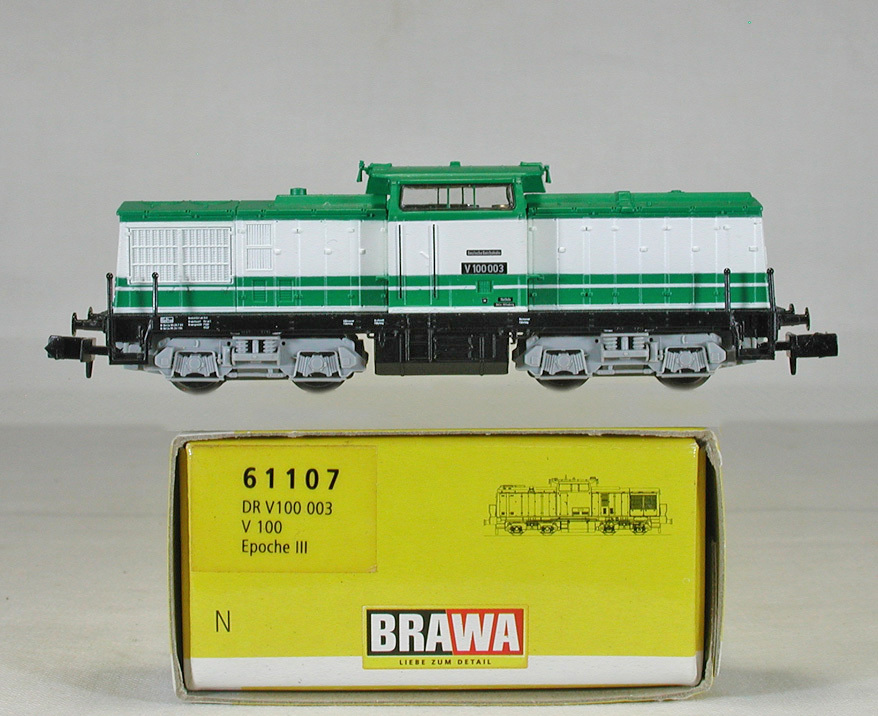 V 100 003
61107
DR V100 003
V 100
Epoche III
N
BRAWA
LIEBE ZUM DETAIL